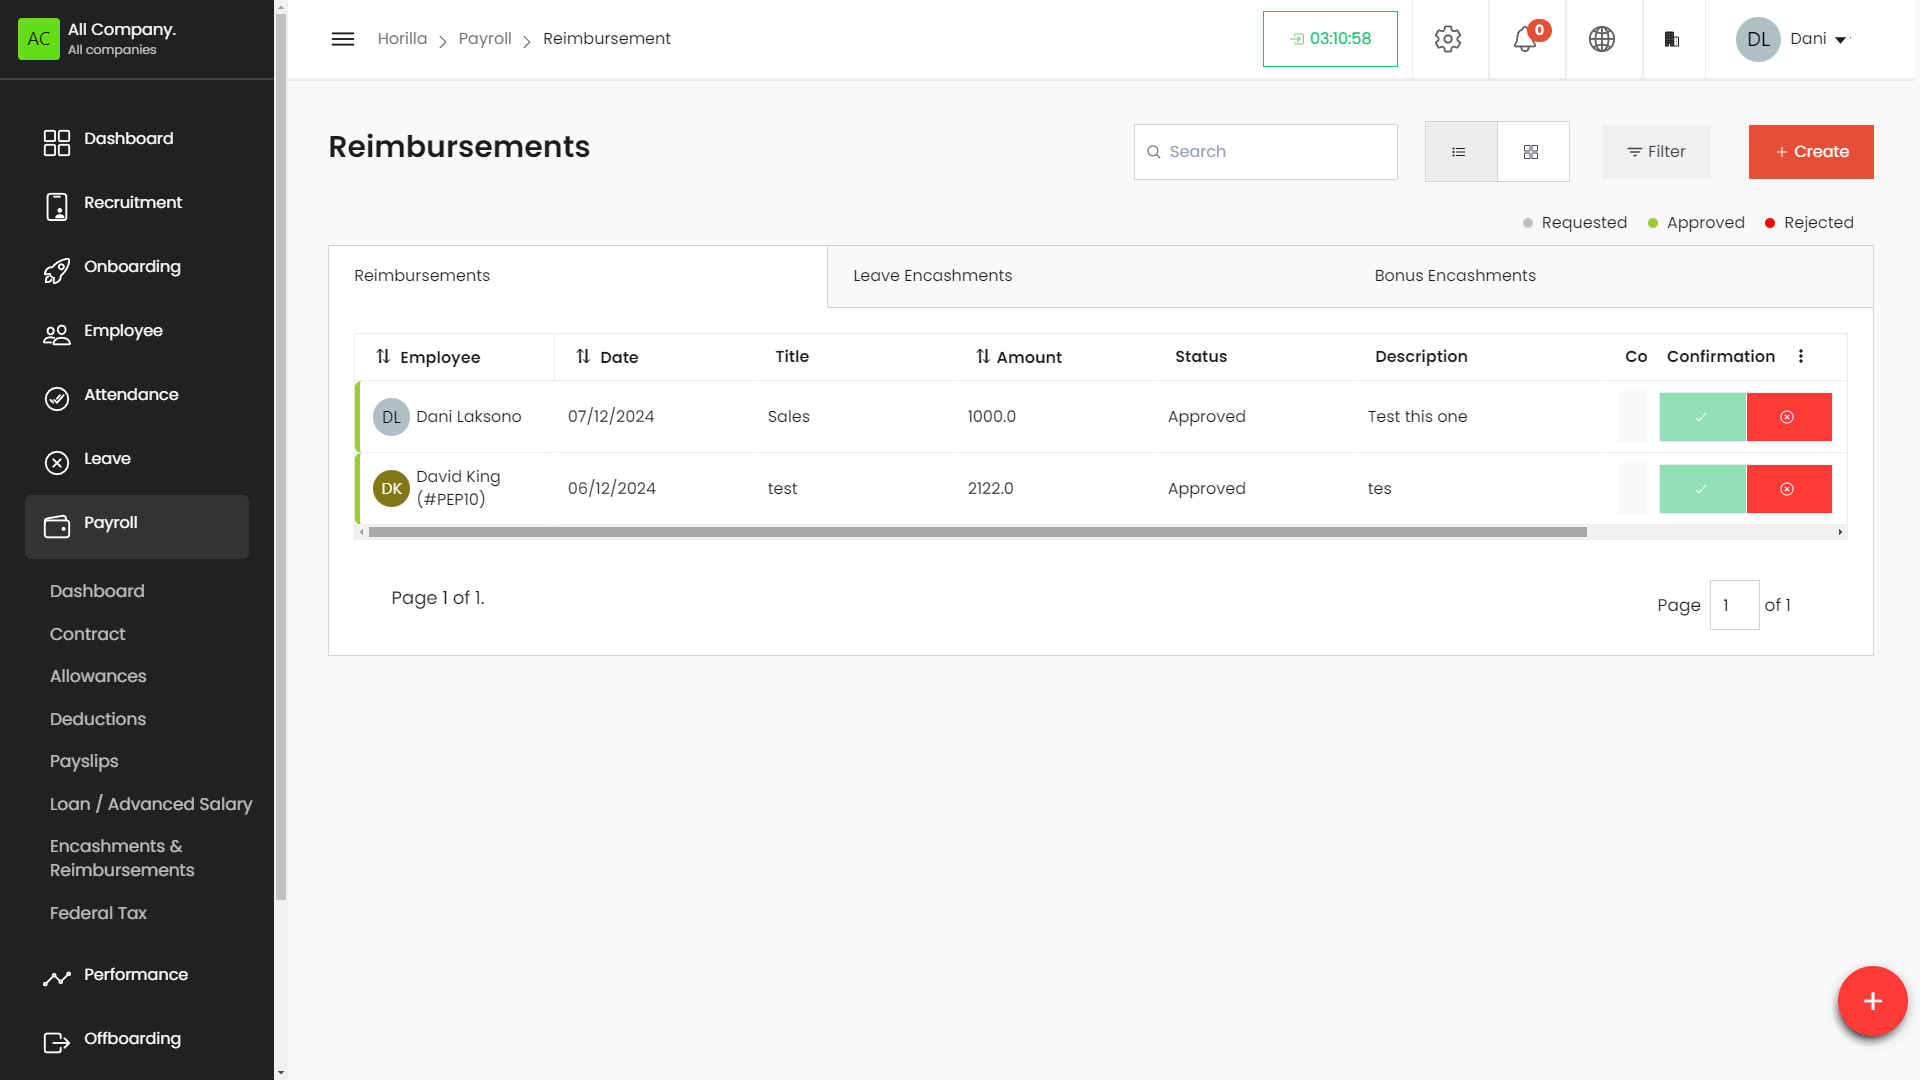 AC
All Company.
All companies
Dashboard
Recruitment
Onboarding
Employee
Attendance
Leave
Payroll
Dashboard
Contract
Allowances
Deductions
Payslips
Loan / Advanced Salary
Encashments &
Reimbursements
Federal Tax
Performance
Offboarding
Horilla
Payroll
Reimbursement
03:10:58
0
DL
Dani
Reimbursements
Search
Filter
+ Create
Requested
Approved
Rejected
Reimbursements
Leave Encashments
Bonus Encashments
Employee Date Title Amount Status Description Co Confirmation
DL Dani Laksono 07/12/2024 Sales 1000.0 Approved Test this one
DK David King (#PEP10) 06/12/2024 test 2122.0 Approved tes
Page 1 of 1.
Page 1 of 1
+